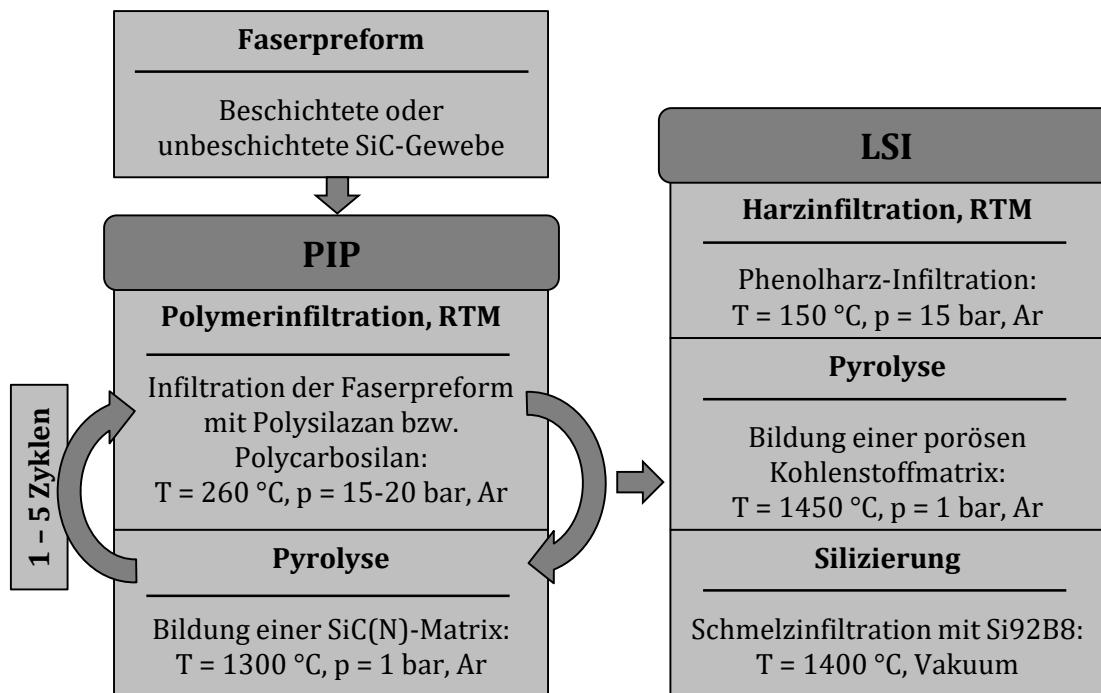 Faserpreform
Beschichtete oder
unbeschichtete SiC-Gewebe
PIP
Polymerinfiltration, RTM
Infiltration der Faserpreform
mit Polysilazan bzw.
Polycarbosilan:
T = 260 °C, p = 15-20 bar, Ar
Pyrolyse
Bildung einer SiC(N)-Matrix:
T = 1300 °C, p = 1 bar, Ar
1 – 5 Zyklen
LSI
Harzinfiltration, RTM
Phenolharz-Infiltration:
T = 150 °C, p = 15 bar, Ar
Pyrolyse
Bildung einer porösen
Kohlenstoffmatrix:
T = 1450 °C, p = 1 bar, Ar
Silizierung
Schmelzinfiltration mit Si92B8:
T = 1400 °C, Vakuum